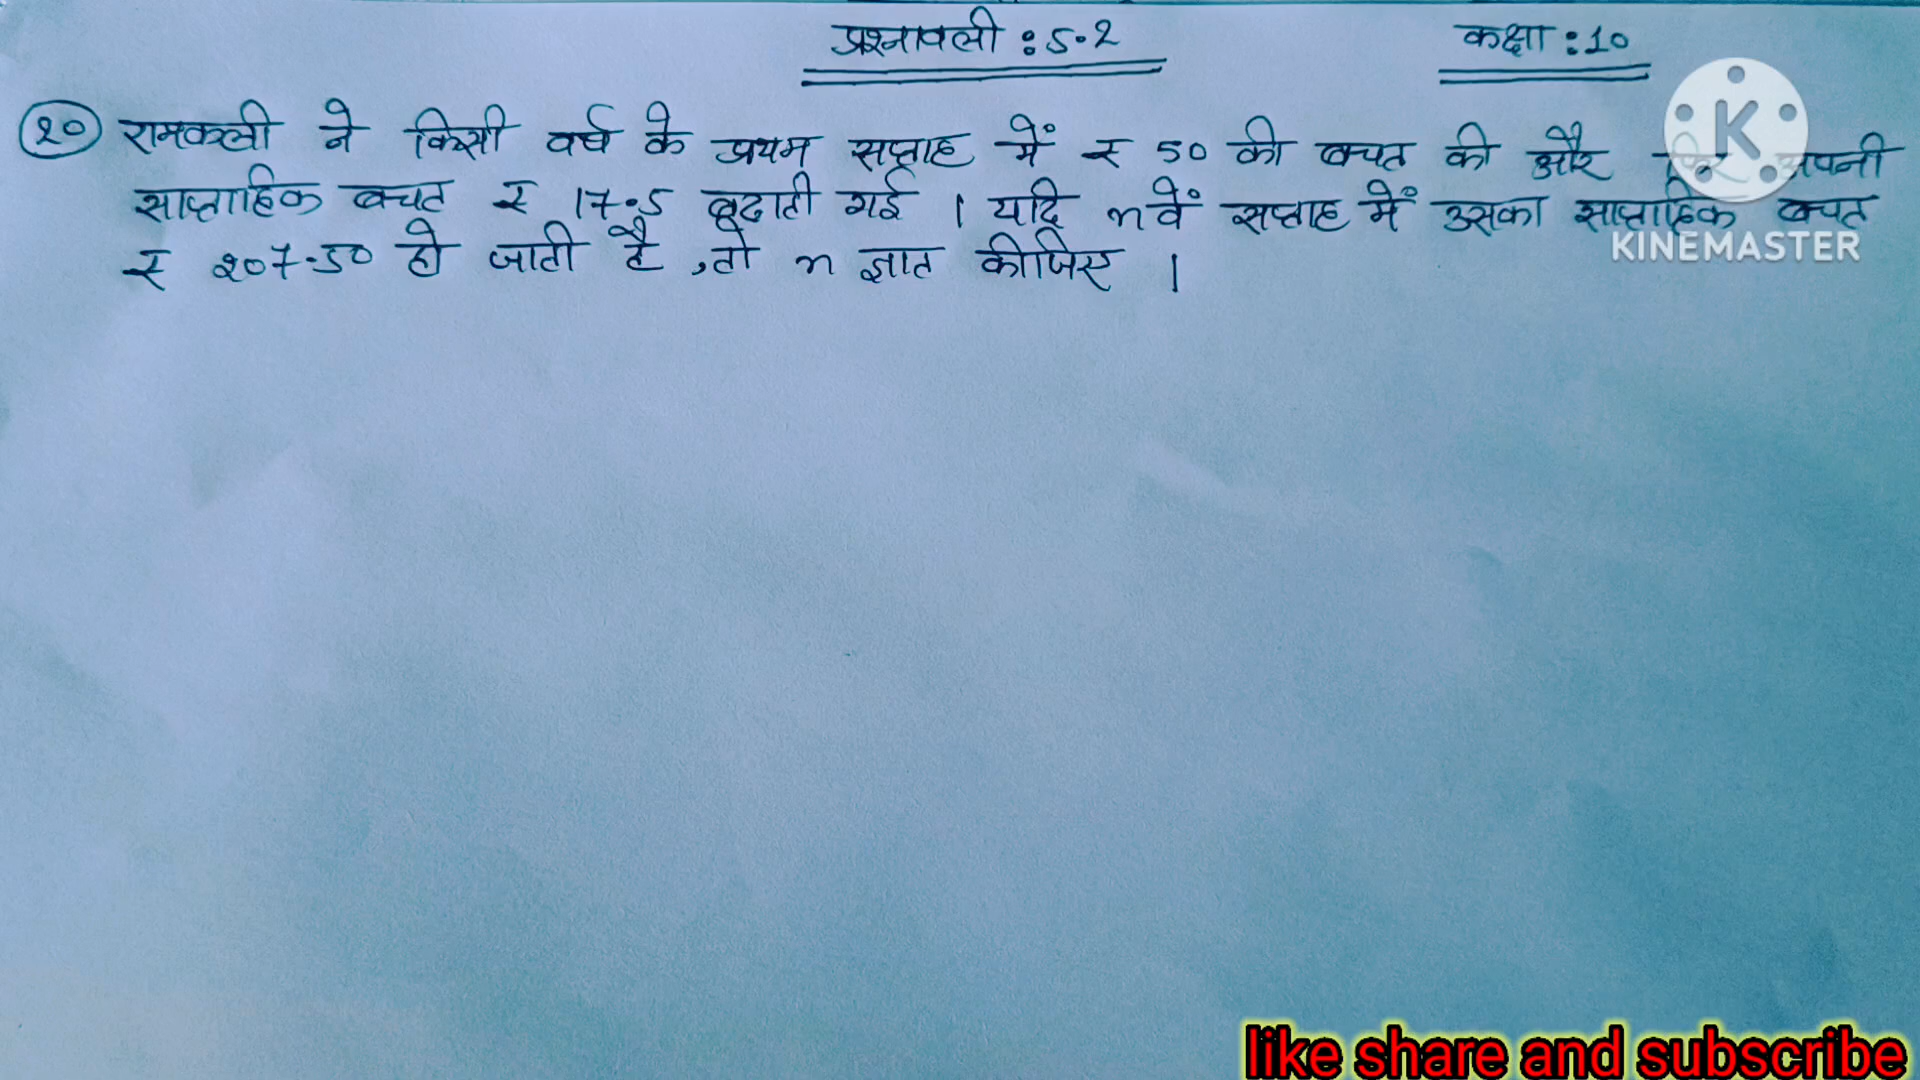 प्रश्नावली : 5.2
कक्षा : 10
20 रामकली ने किसी वर्ष के प्रथम सप्ताह में ₹ 50 की बचत की और अपनी
साप्ताहिक बचत ₹ 17.5 बढ़ाती गई । यदि n वें सप्ताह में उसका साप्ताहिक बचत
₹ 207.50 हो जाती है , तो n ज्ञात कीजिए ।
K
KINEMASTER
like share and subscribe